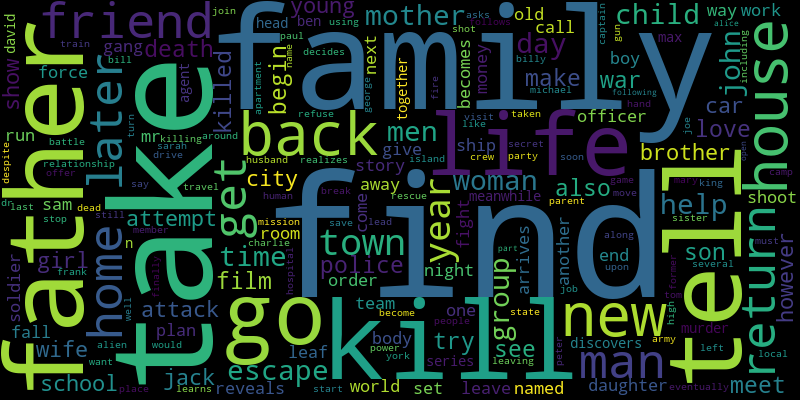 family
find
father
take
kill
life
tell
go
back
house
new
man
return
friend
home
later
get
town
escape
year
mother
child
day
young
death
men
begin
killed
show
gang
david
force
join
head
ben
paul
using
decides
asks
follows
shot
old
call
way
work
alice
captain
gun
max
boy
john
including
train
bill
agent
apartment
name
george
next
together
becomes
money
billy
michael
make
war
car
love
following
hand
joe
open
battle
turn
killing
around
run
mr
refuse
fire
give
visit
like
taken
officer
ship
crew
secret
party
soon
brother
despite
relationship
sarah
drive
husband
realizes
story
island
offer
travel
city
human
away
woman
also
help
dr
last
sam
say
stop
dead
still
attempt
mission
break
come
rescue
meanwhile
fight
game
move
mary
king
camp
shoot
girl
n
member
time
room
charlie
save
lead
parent
sister
son
several
must
frank
finally
film
police
hospital
night
part
arrives
another
job
end
along
upon
former
tom
however
soldier
well
alien
attack
order
group
fall
plan
want
would
team
become
one
people
state
try
see
discovers
peter
high
murder
army
left
local
wife
leaf
body
power
york
series
leaving
school
place
learns
jack
reveals
start
world
set
leave
named
daughter
meet
eventually